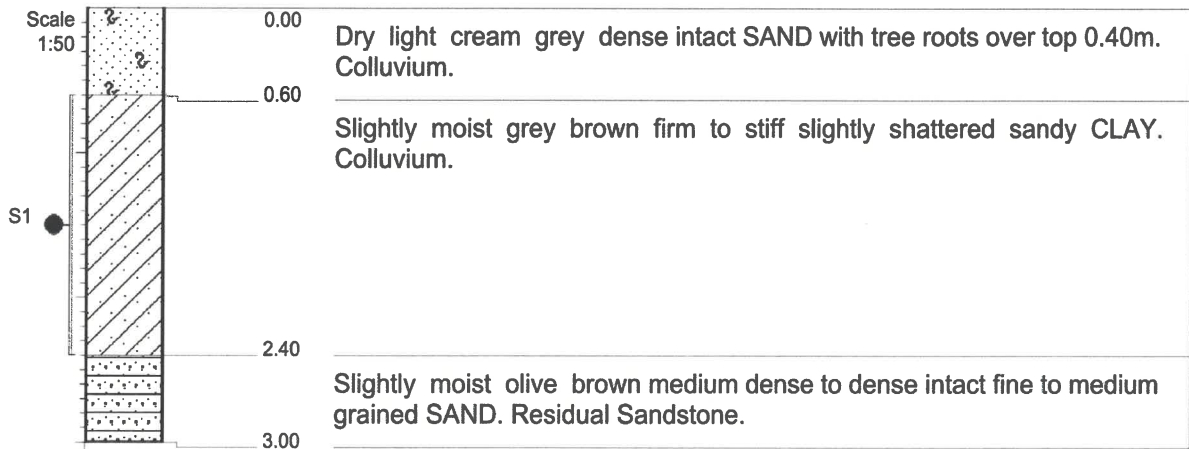 Scale
1:50
0.00
Dry light cream grey dense intact SAND with tree roots over top 0.40m.
Colluvium.
0.60
Slightly moist grey brown firm to stiff slightly shattered sandy CLAY.
Colluvium.
S1
2.40
Slightly moist olive brown medium dense to dense intact fine to medium
grained SAND. Residual Sandstone.
3.00